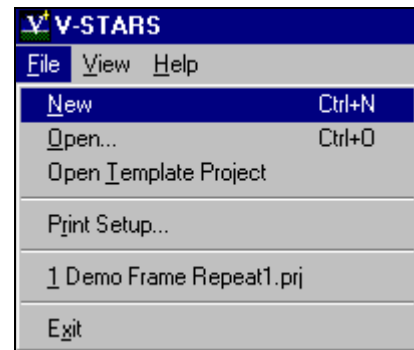 V-STARS
File View Help
New Ctrl+N
Open... Ctrl+O
Open Template Project
Print Setup...
1 Demo Frame Repeat1.prj
Exit